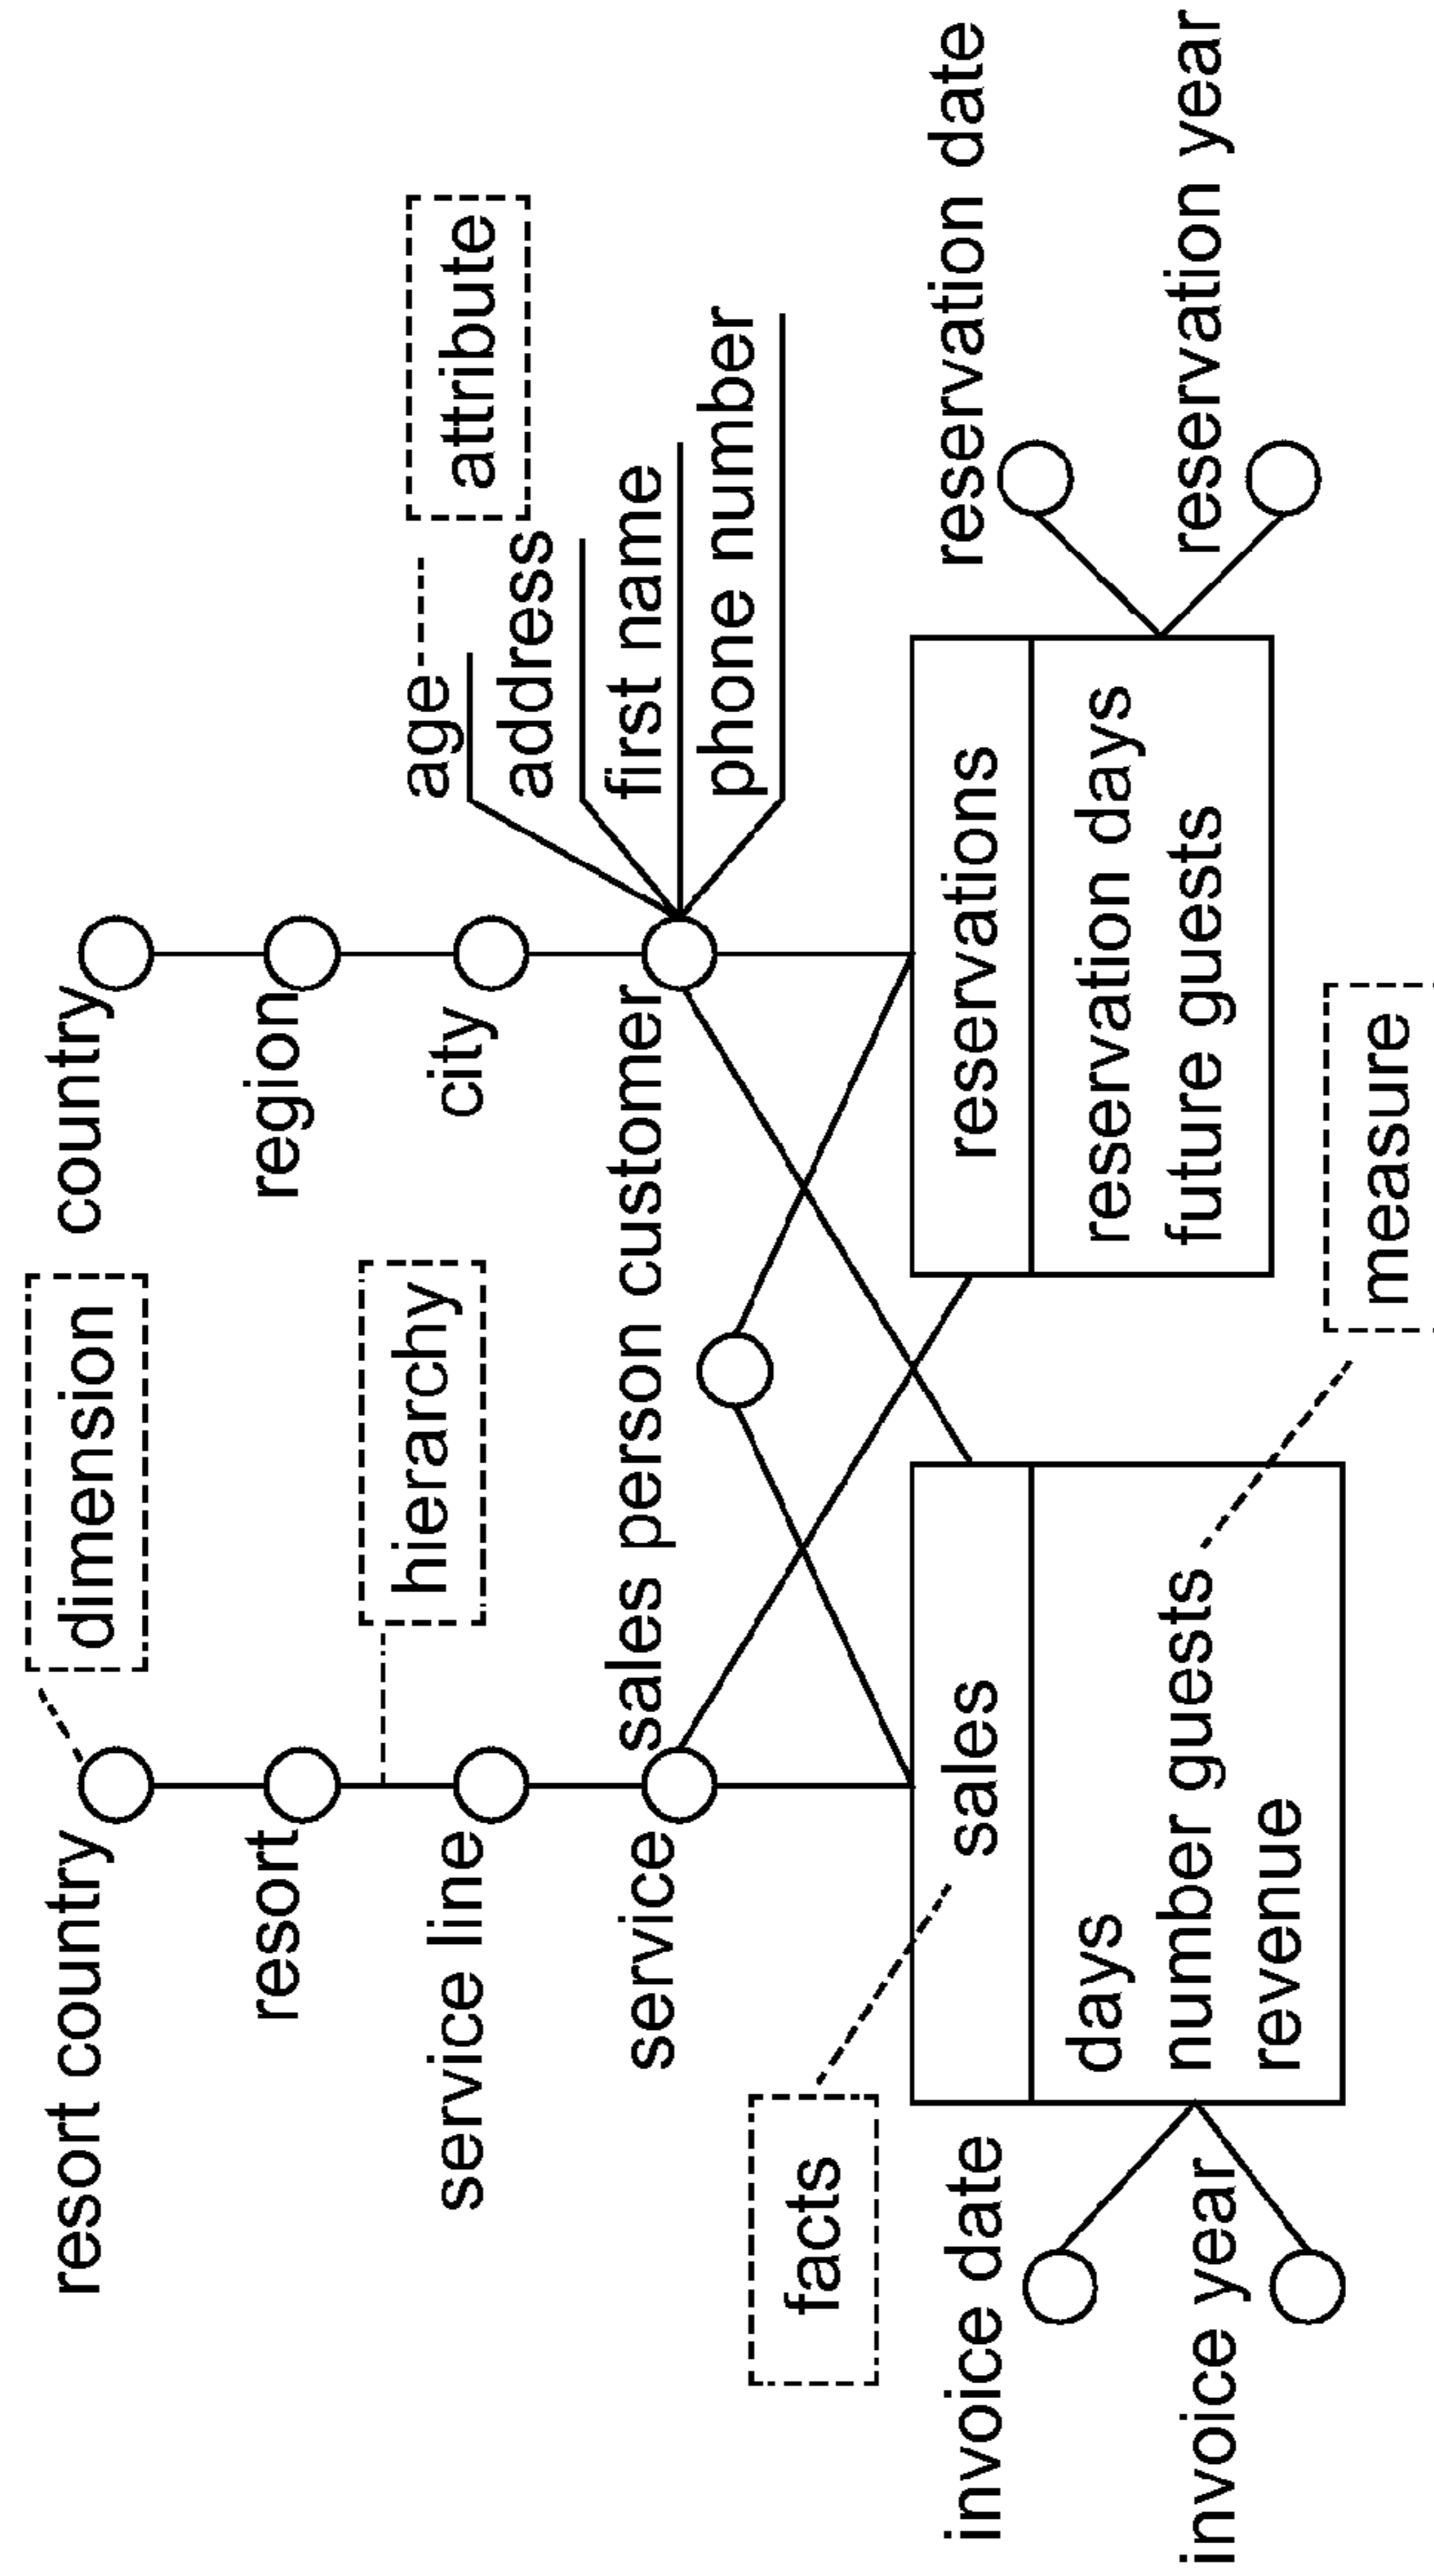 resort country
dimension
country
resort
region
hierarchy
service line
city
age
attribute
address
service
sales person
customer
first name
phone number
facts
invoice date
sales
reservations
reservation date
days
number guests
revenue
reservation days
future guests
invoice year
reservation year
measure